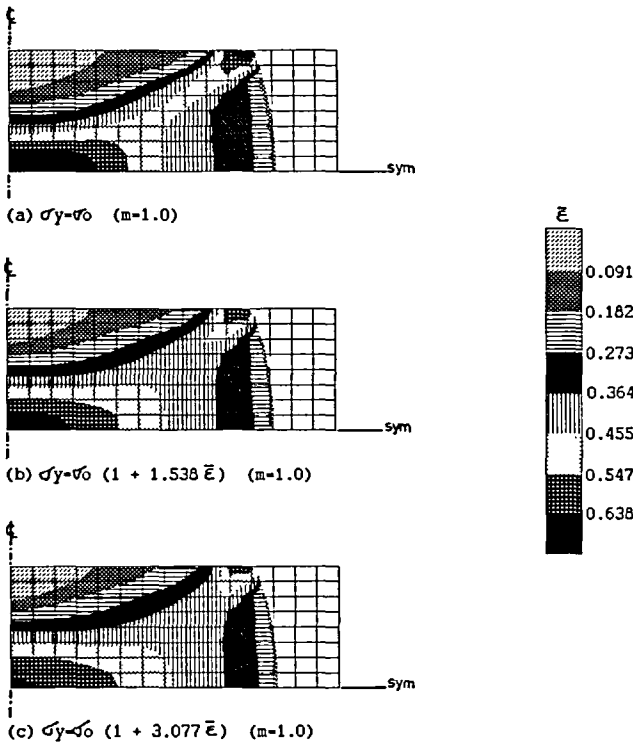 ℄
sym
(a) σy=σo (m=1.0)
℄
sym
(b) σy=σo (1 + 1.538 ε̄) (m=1.0)
℄
sym
(c) σy=σo (1 + 3.077 ε̄) (m=1.0)
ε̄
0.091
0.182
0.273
0.364
0.455
0.547
0.638